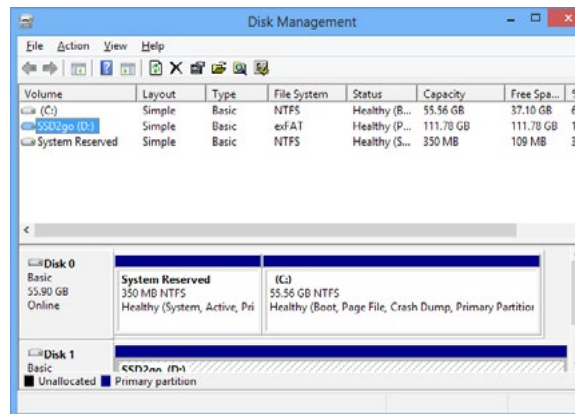 Disk Management
File Action View Help
Volume Layout Type File System Status Capacity Free Spa...
(C:) Simple Basic NTFS Healthy (B... 55.56 GB 37.10 GB
SSD2go (D:) Simple Basic exFAT Healthy (P... 111.78 GB 111.78 GB
System Reserved Simple Basic NTFS Healthy (S... 350 MB 109 MB
Disk 0
Basic
55.90 GB
Online
System Reserved
350 MB NTFS
Healthy (System, Active, Pri
(C:)
55.56 GB NTFS
Healthy (Boot, Page File, Crash Dump, Primary Partition
Disk 1
Basic
SSD2go (D:)
Unallocated Primary partition